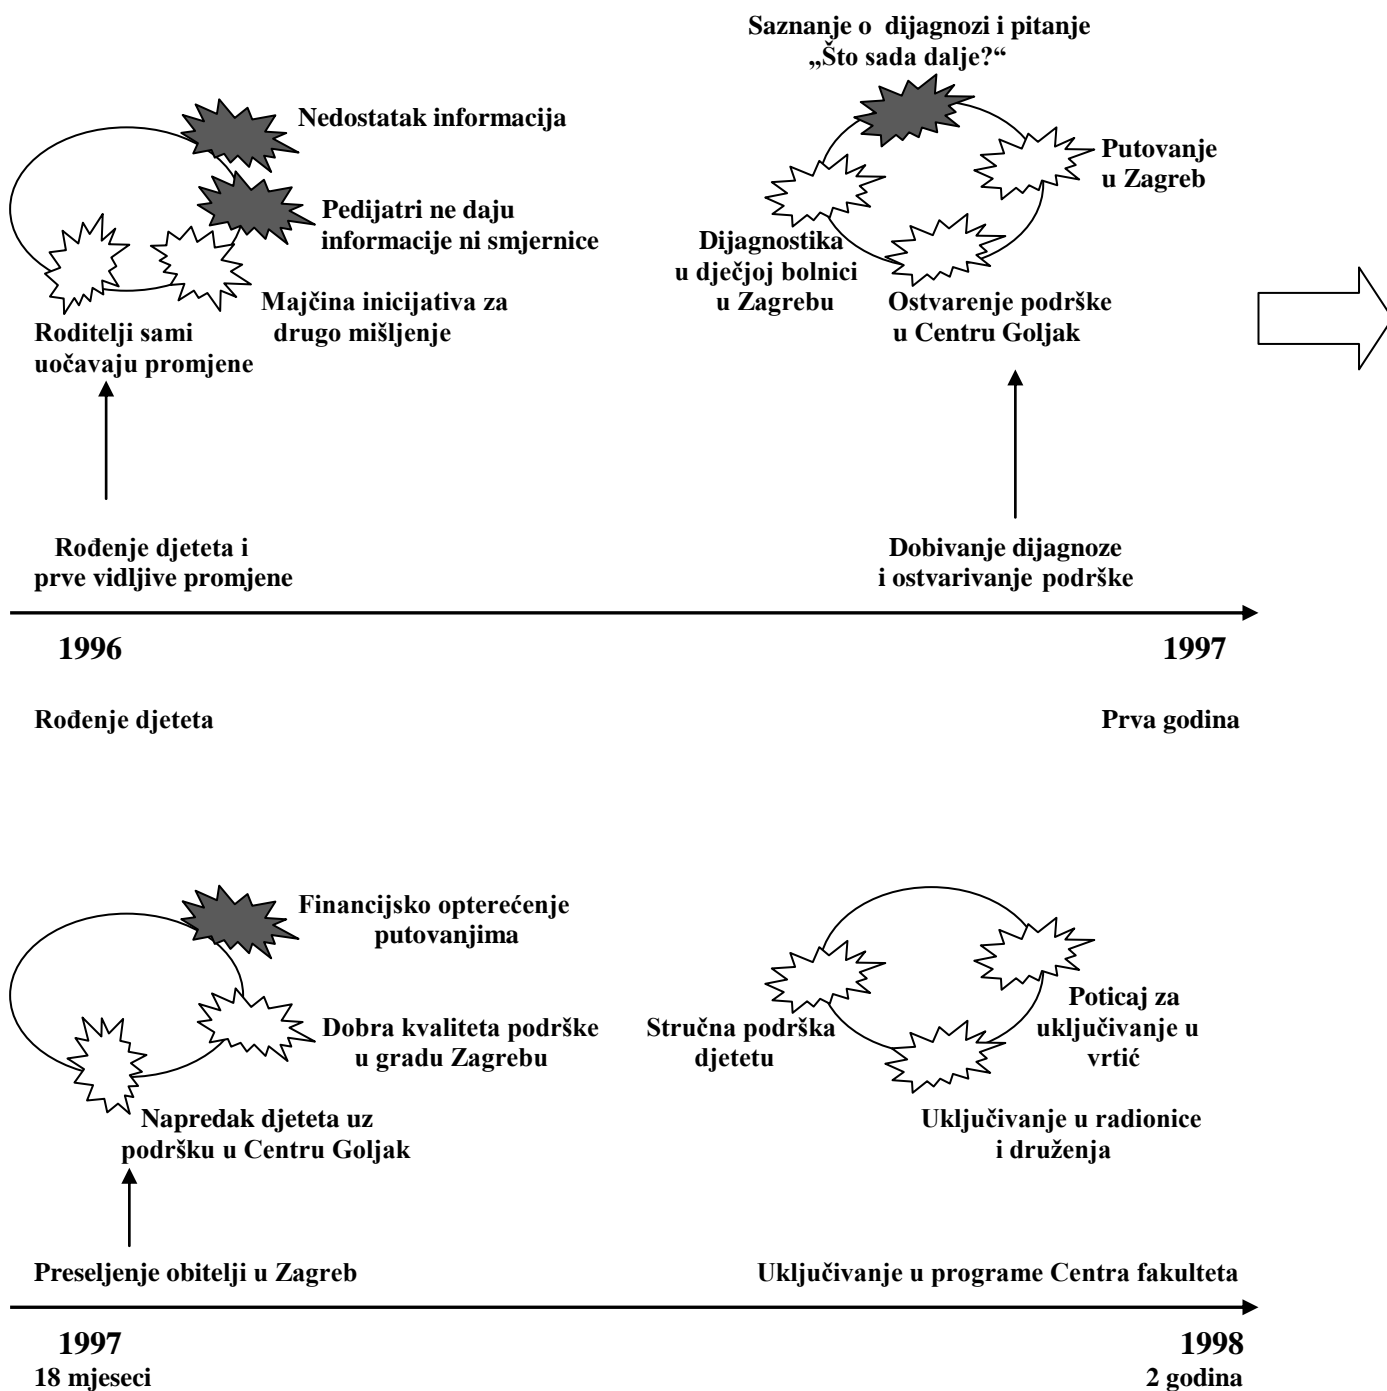 Saznanje o dijagnozi i pitanje
„Što sada dalje?“
Nedostatak informacija
Pedijatri ne daju
informacije ni smjernice
Majčina inicijativa za
drugo mišljenje
Roditelji sami
uočavaju promjene
Putovanje
u Zagreb
Dijagnostika
u dječjoj bolnici
u Zagrebu
Ostvarenje podrške
u Centru Goljak
Rođenje djeteta i
prve vidljive promjene
Dobivanje dijagnoze
i ostvarivanje podrške
1996
1997
Rođenje djeteta
Prva godina
Financijsko opterećenje
putovanjima
Dobra kvaliteta podrške
u gradu Zagrebu
Napredak djeteta uz
podršku u Centru Goljak
Stručna podrška
djetetu
Poticaj za
uključivanje u
vrtić
Uključivanje u radionice
i druženja
Preseljenje obitelji u Zagreb
Uključivanje u programe Centra fakulteta
1997
18 mjeseci
1998
2 godina